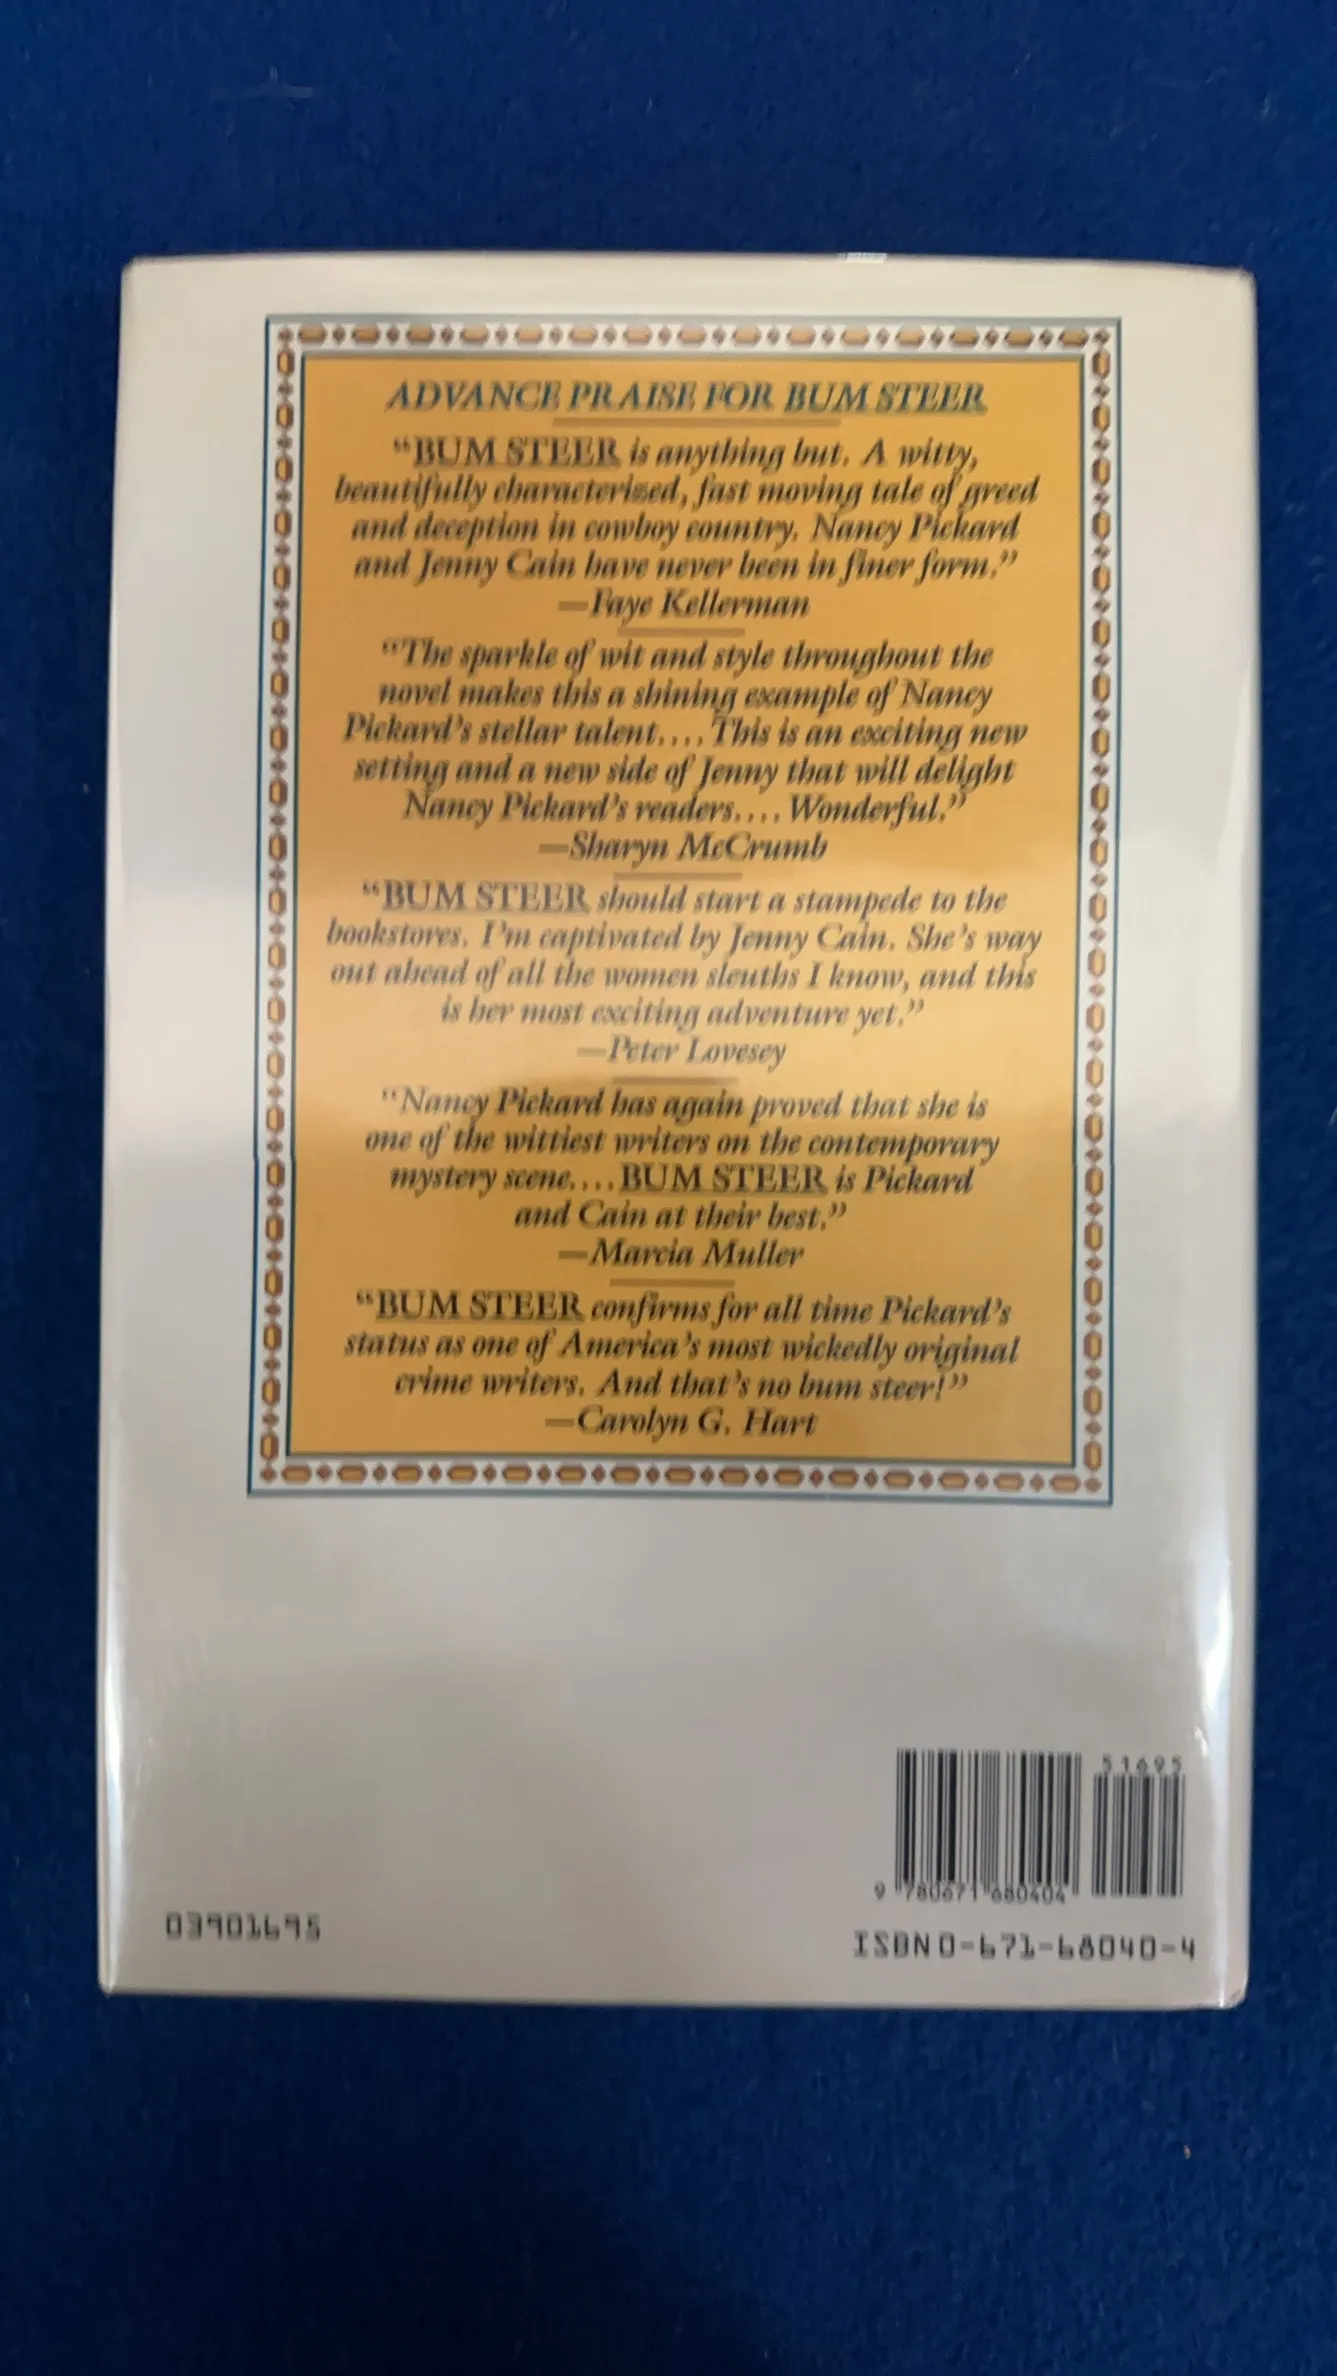 ADVANCE PRAISE FOR BUM STEER
“BUM STEER is anything but. A witty,
beautifully characterized, fast moving tale of greed
and deception in cowboy country. Nancy Pickard
and Jenny Cain have never been in finer form.”
—Faye Kellerman
“The sparkle of wit and style throughout the
novel makes this a shining example of Nancy
Pickard’s stellar talent.... This is an exciting new
setting and a new side of Jenny that will delight
Nancy Pickard’s readers.... Wonderful.”
—Sharyn McCrumb
“BUM STEER should start a stampede to the
bookstores. I’m captivated by Jenny Cain. She’s way
out ahead of all the women sleuths I know, and this
is her most exciting adventure yet.”
—Peter Lovesey
“Nancy Pickard has again proved that she is
one of the wittiest writers on the contemporary
mystery scene....BUM STEER is Pickard
and Cain at their best.”
—Marcia Muller
“BUM STEER confirms for all time Pickard’s
status as one of America’s most wickedly original
crime writers. And that’s no bum steer!”
—Carolyn G. Hart
51695
9 780671 680404
03901695
ISBN 0-671-68040-4